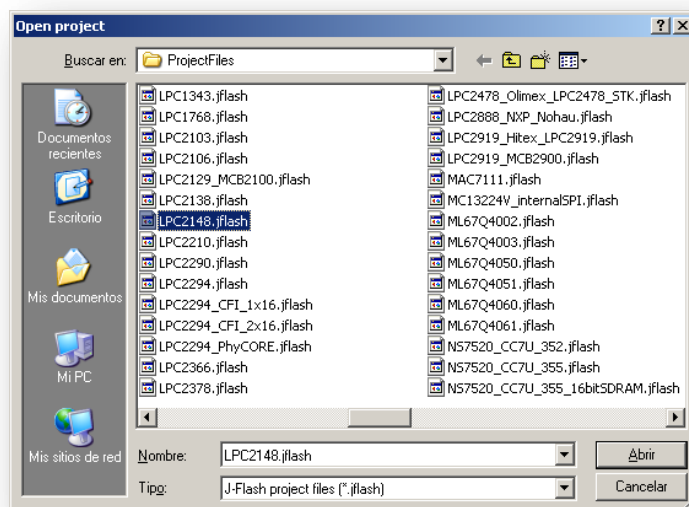 Open project
Buscar en:
ProjectFiles
Documentos
recientes
Escritorio
Mis documentos
Mi PC
Mis sitios de red
LPC1343.jflash
LPC1768.jflash
LPC2103.jflash
LPC2106.jflash
LPC2129_MCB2100.jflash
LPC2138.jflash
LPC2148.jflash
LPC2210.jflash
LPC2290.jflash
LPC2294.jflash
LPC2294_CFI_1x16.jflash
LPC2294_CFI_2x16.jflash
LPC2294_PhyCORE.jflash
LPC2366.jflash
LPC2378.jflash
LPC2478_Olimex_LPC2478_STK.jflash
LPC2888_NXP_Nohau.jflash
LPC2919_Hitex_LPC2919.jflash
LPC2919_MCB2900.jflash
MAC7111.jflash
MC13224V_internalSPI.jflash
ML67Q4002.jflash
ML67Q4003.jflash
ML67Q4050.jflash
ML67Q4051.jflash
ML67Q4060.jflash
ML67Q4061.jflash
NS7520_CC7U_352.jflash
NS7520_CC7U_355.jflash
NS7520_CC7U_355_16bitSDRAM.jflash
Nombre:
LPC2148.jflash
Abrir
Tipo:
J-Flash project files (*.jflash)
Cancelar